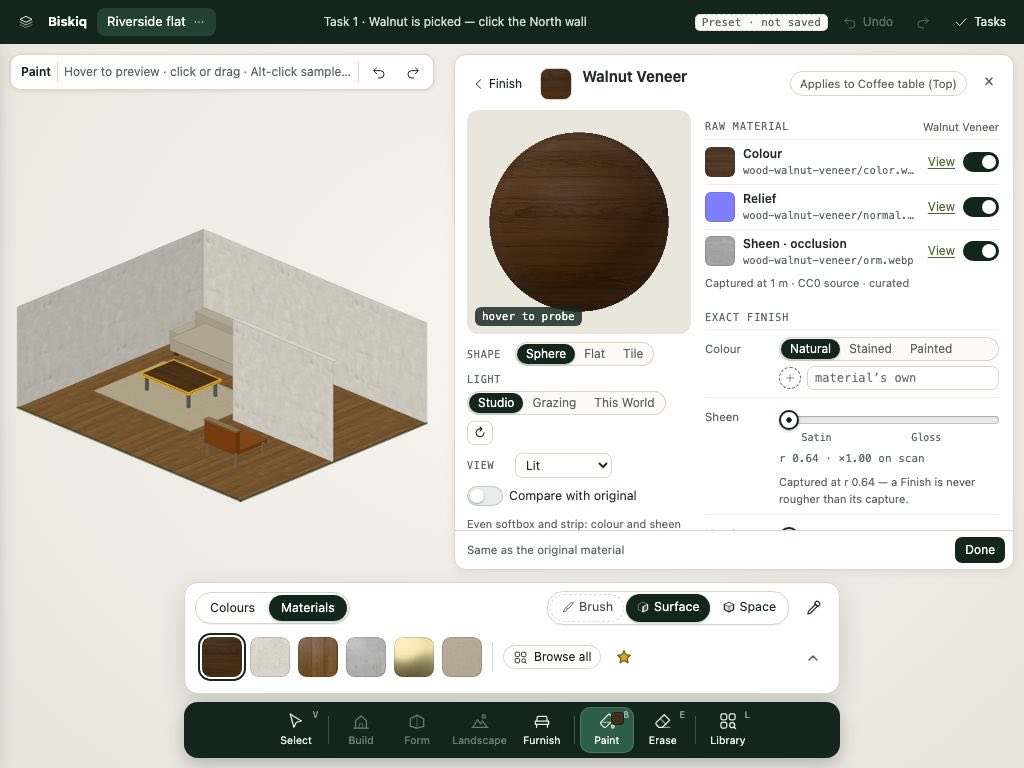 Biskiq
Riverside flat ···
Task 1 · Walnut is picked — click the North wall
Preset · not saved
Undo
Tasks
Paint
Hover to preview · click or drag · Alt-click sample...
Finish
Walnut Veneer
Applies to Coffee table (Top)
hover to probe
SHAPE
Sphere Flat Tile
LIGHT
Studio Grazing This World
VIEW
Lit
Compare with original
Even softbox and strip: colour and sheen
RAW MATERIAL
Walnut Veneer
Colour
wood-walnut-veneer/color.w…
View
Relief
wood-walnut-veneer/normal.…
View
Sheen · occlusion
wood-walnut-veneer/orm.webp
View
Captured at 1 m · CC0 source · curated
EXACT FINISH
Colour
Natural Stained Painted
material's own
Sheen
Satin Gloss
r 0.64 · ×1.00 on scan
Captured at r 0.64 — a Finish is never
rougher than its capture.
Same as the original material
Done
Colours Materials
Brush Surface Space
Browse all
Select V
Build
Form
Landscape
Furnish
Paint B
Erase E
Library L